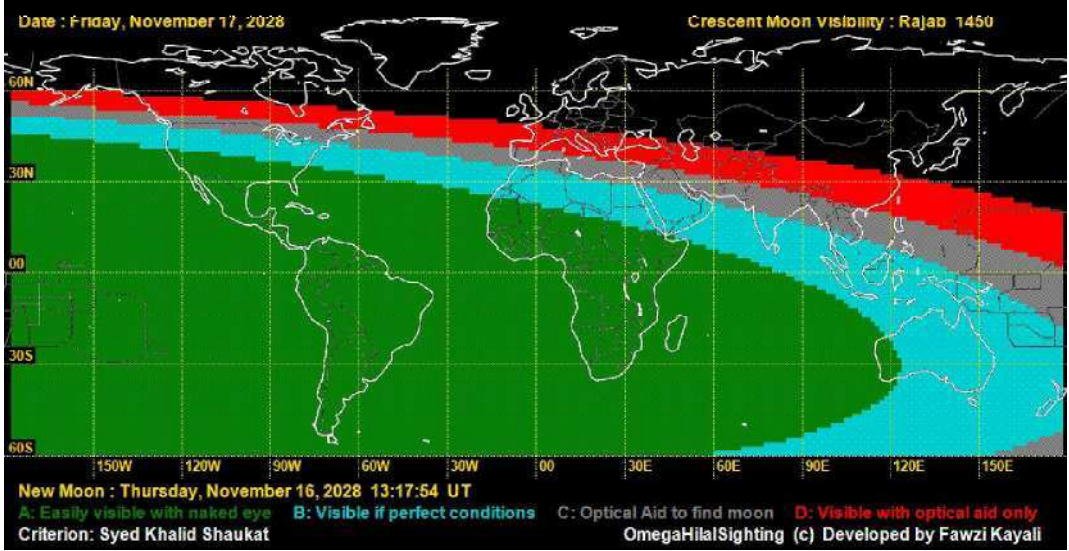 Date : Friday, November 17, 2028
Crescent Moon Visibility : Rajab 1450
60N
30N
00
30S
60S
150W 120W 90W 60W 30W 00 30E 60E 90E 120E 150E
New Moon : Thursday, November 16, 2028 13:17:54 UT
A: Easily visible with naked eye B: Visible if perfect conditions C: Optical Aid to find moon D: Visible with optical aid only
Criterion: Syed Khalid Shaukat OmegaHilalSighting (c) Developed by Fawzi Kayali